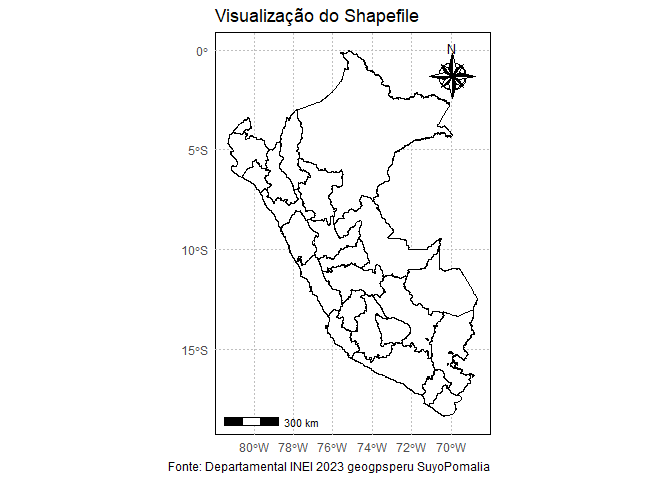 Visualização do Shapefile
N
0°
5°S
10°S
15°S
300 km
80°W 78°W 76°W 74°W 72°W 70°W
Fonte: Departamental INEI 2023 geogpsperu SuyoPomalia